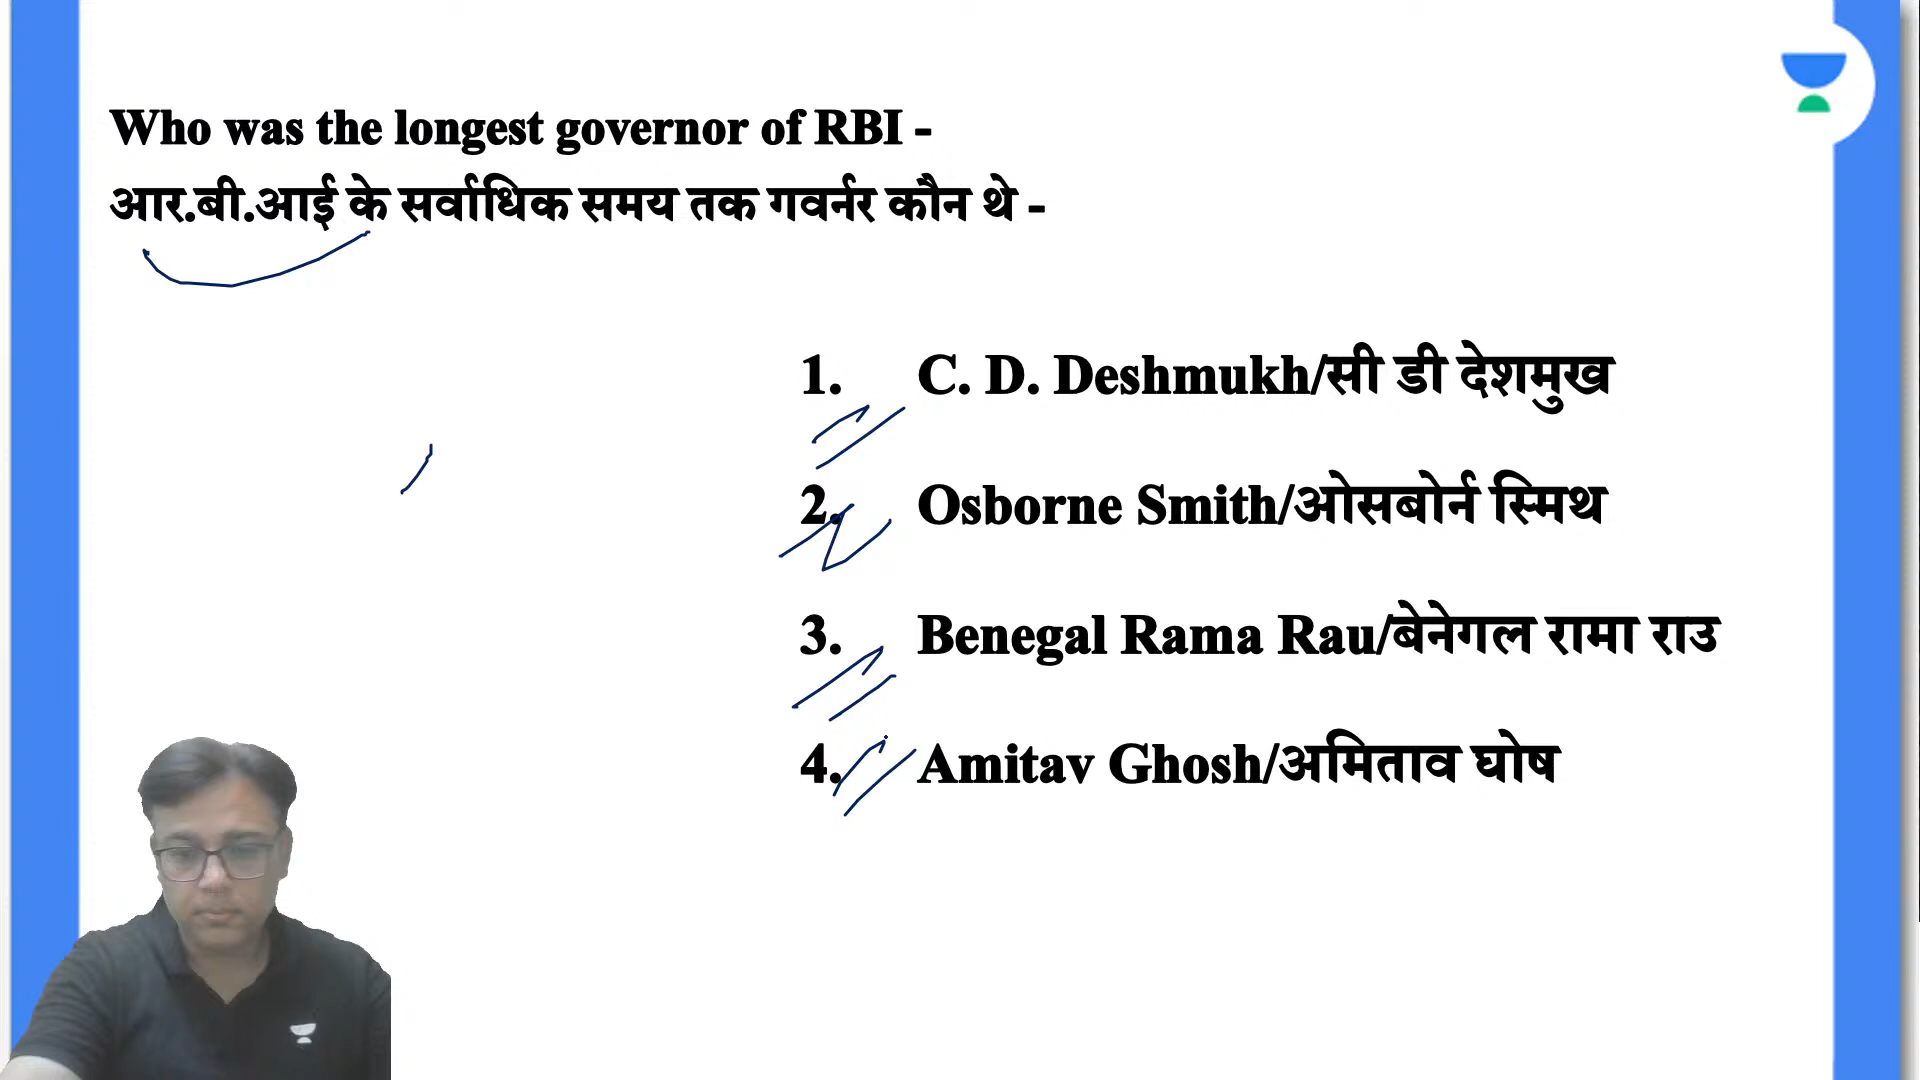 Who was the longest governor of RBI -
आर.बी.आई के सर्वाधिक समय तक गवर्नर कौन थे -
1. C. D. Deshmukh/सी डी देशमुख
2. Osborne Smith/ओसबोर्न स्मिथ
3. Benegal Rama Rau/बेनेगल रामा राउ
4. Amitav Ghosh/अमिताव घोष